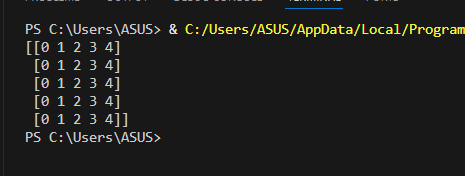 TERMINAL
PS C:\Users\ASUS> & C:/Users/ASUS/AppData/Local/Program
[[0 1 2 3 4]
 [0 1 2 3 4]
 [0 1 2 3 4]
 [0 1 2 3 4]
 [0 1 2 3 4]]
PS C:\Users\ASUS>